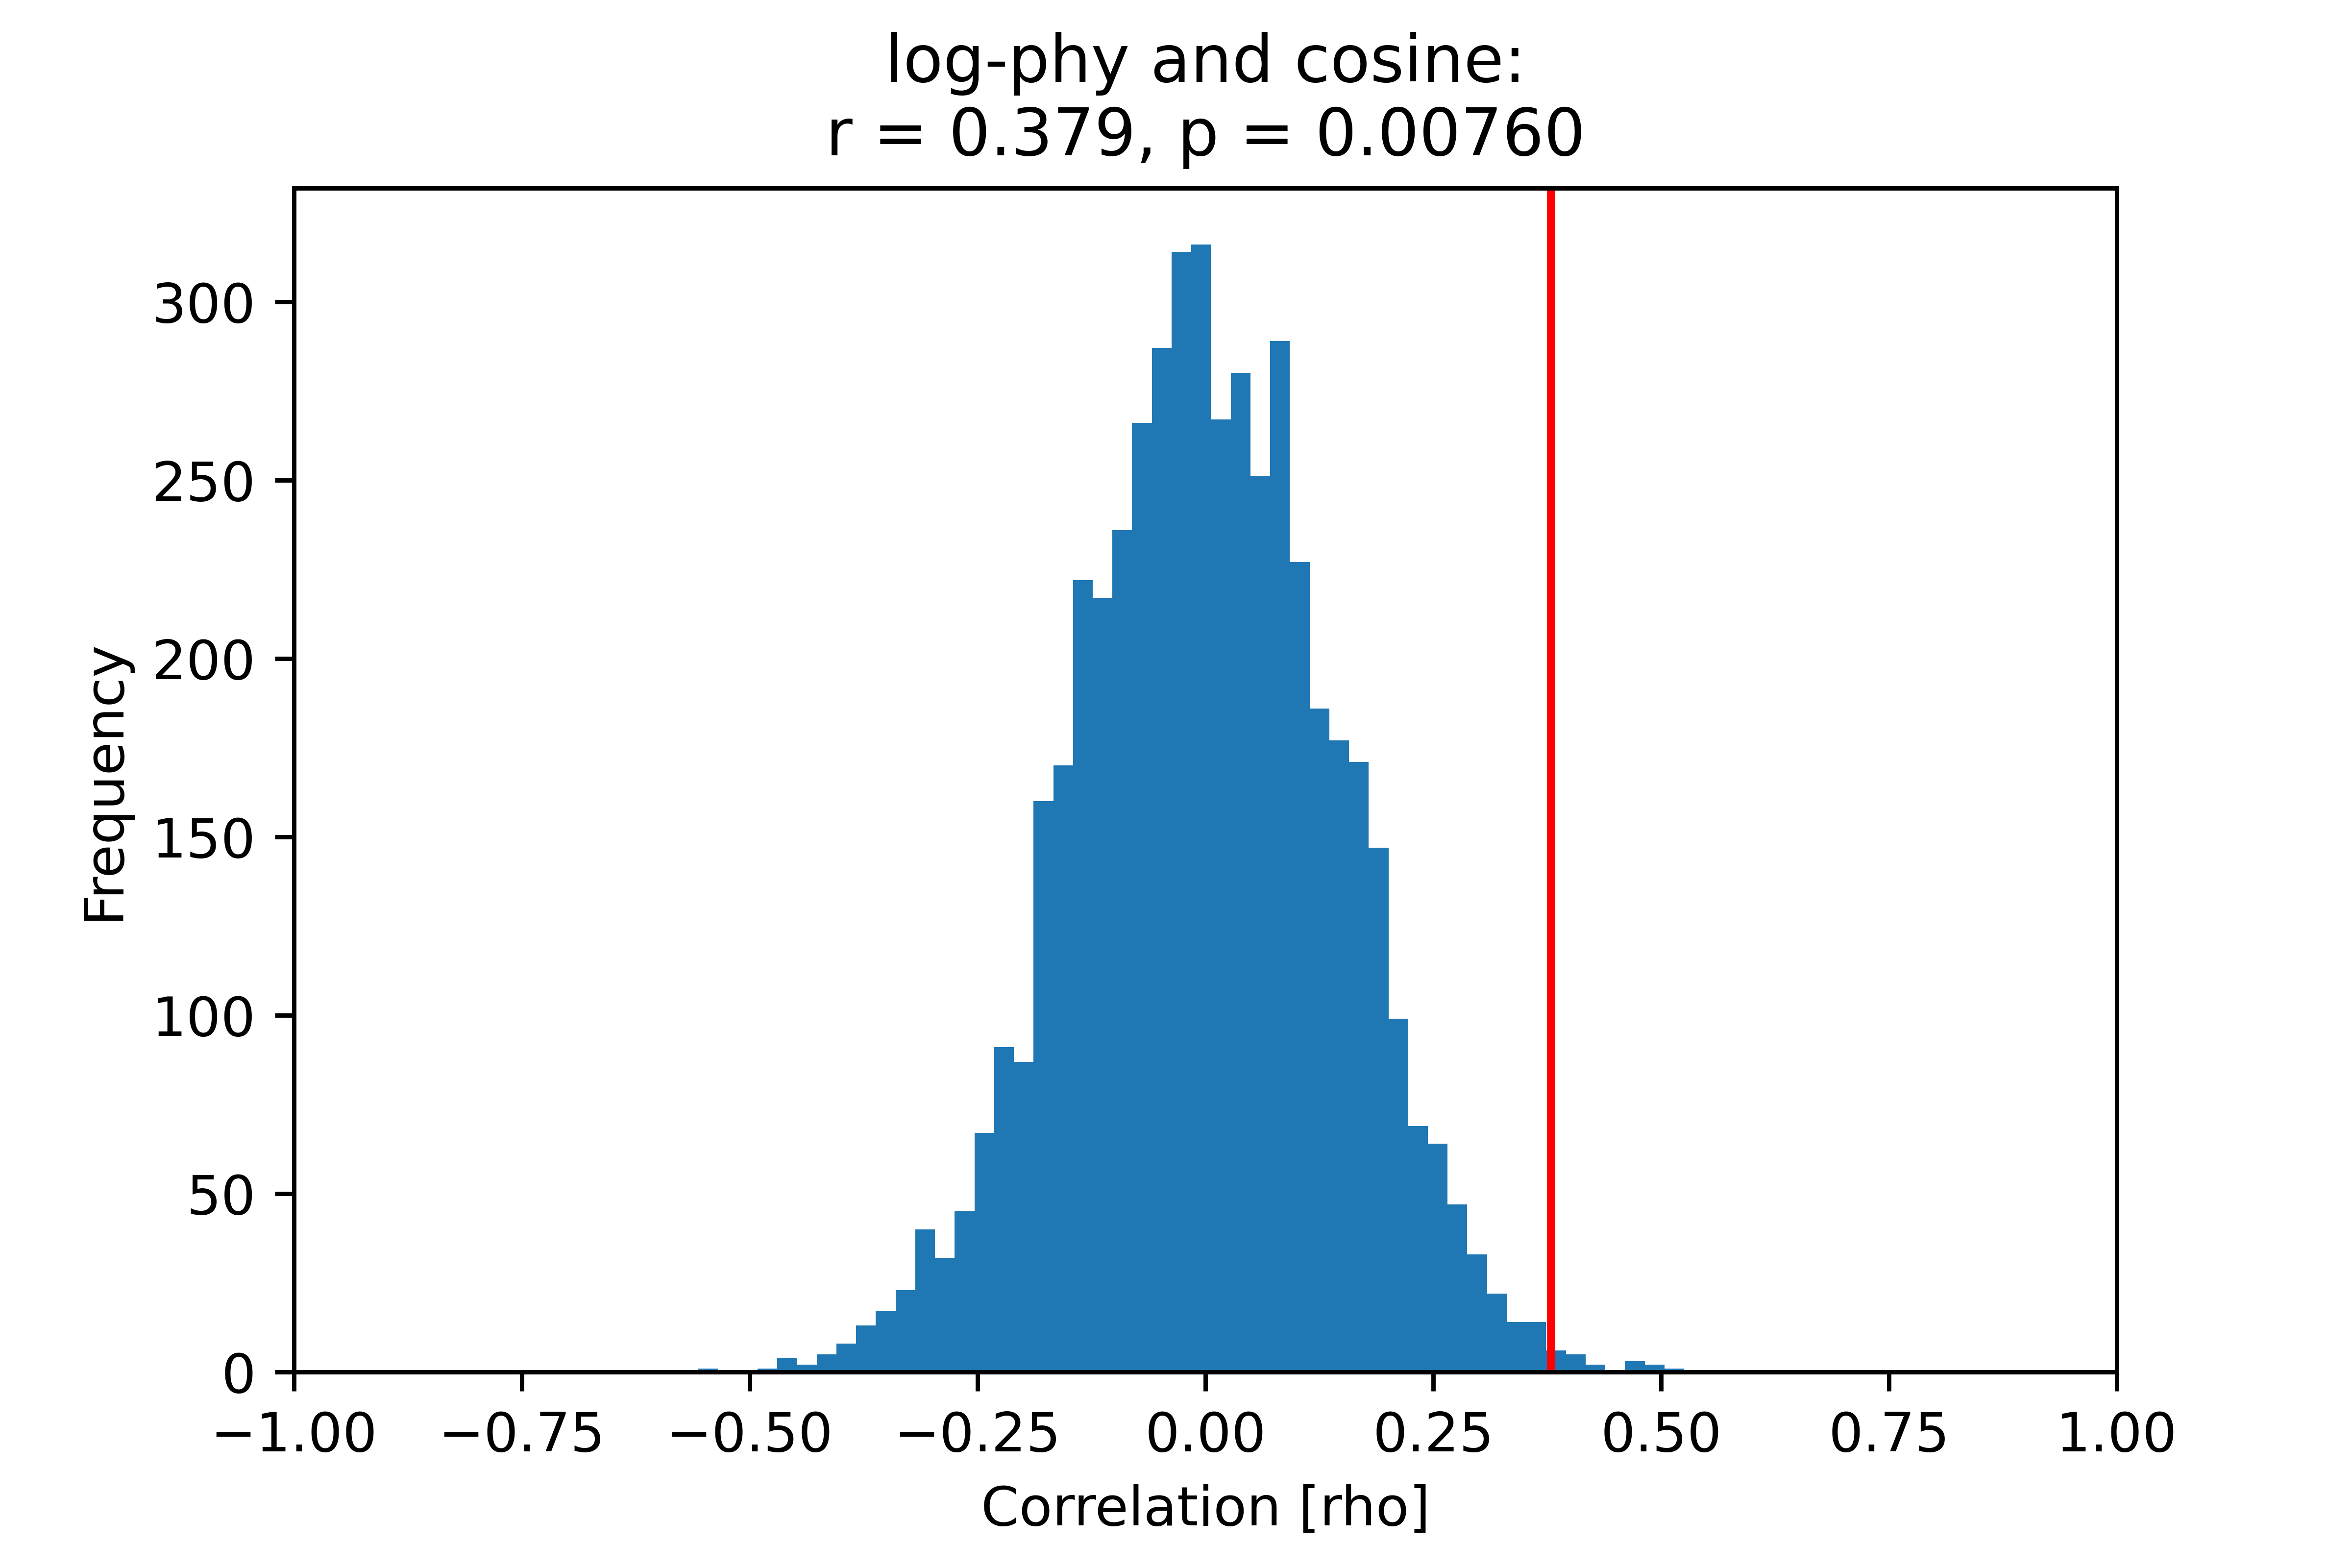 log-phy and cosine:
r = 0.379, p = 0.00760
Frequency
300
250
200
150
100
50
0
−1.00 −0.75 −0.50 −0.25 0.00 0.25 0.50 0.75 1.00
Correlation [rho]